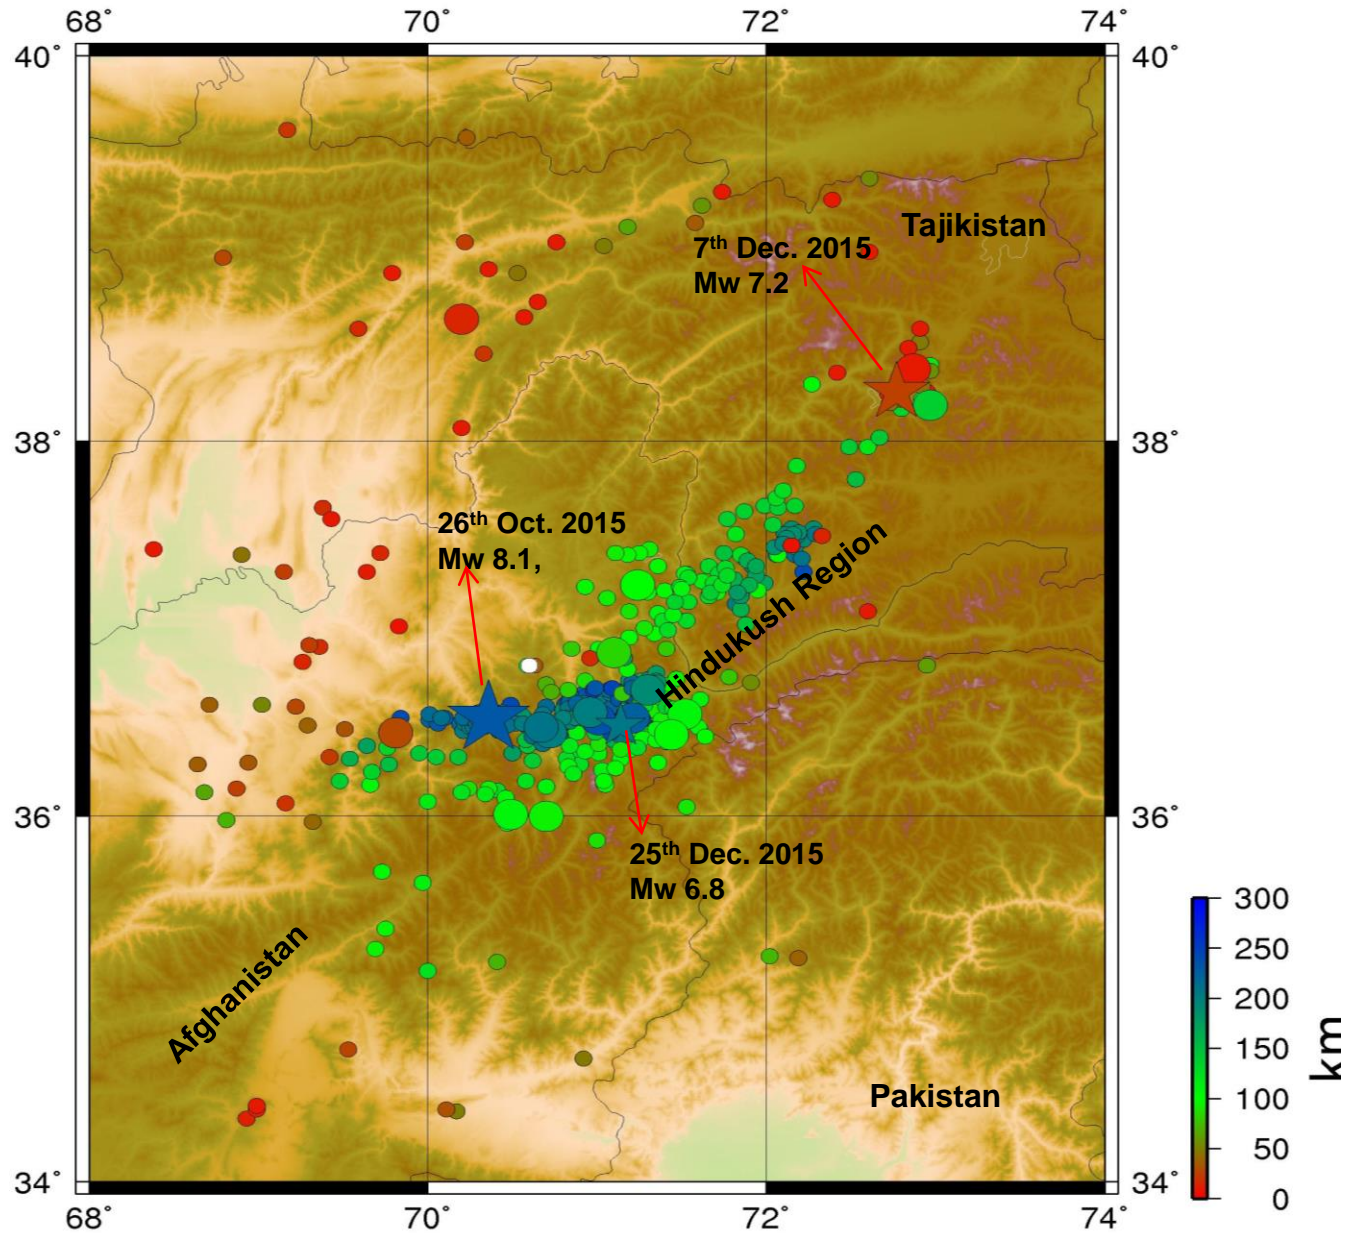 68° 70° 72° 74°
40° 40°
Tajikistan
7th Dec. 2015
Mw 7.2
38° 38°
26th Oct. 2015
Mw 8.1,
Hindukush Region
36° 36°
25th Dec. 2015
Mw 6.8
Afghanistan
Pakistan
300
250
200
150
100
50
0
km
34° 34°
68 70 72 74